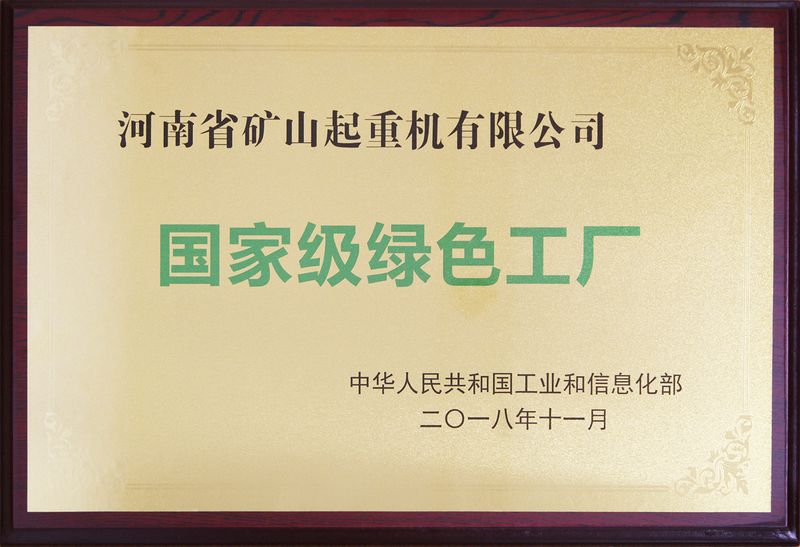 河南省矿山起重机有限公司
国家级绿色工厂
中华人民共和国工业和信息化部
二〇一八年十一月